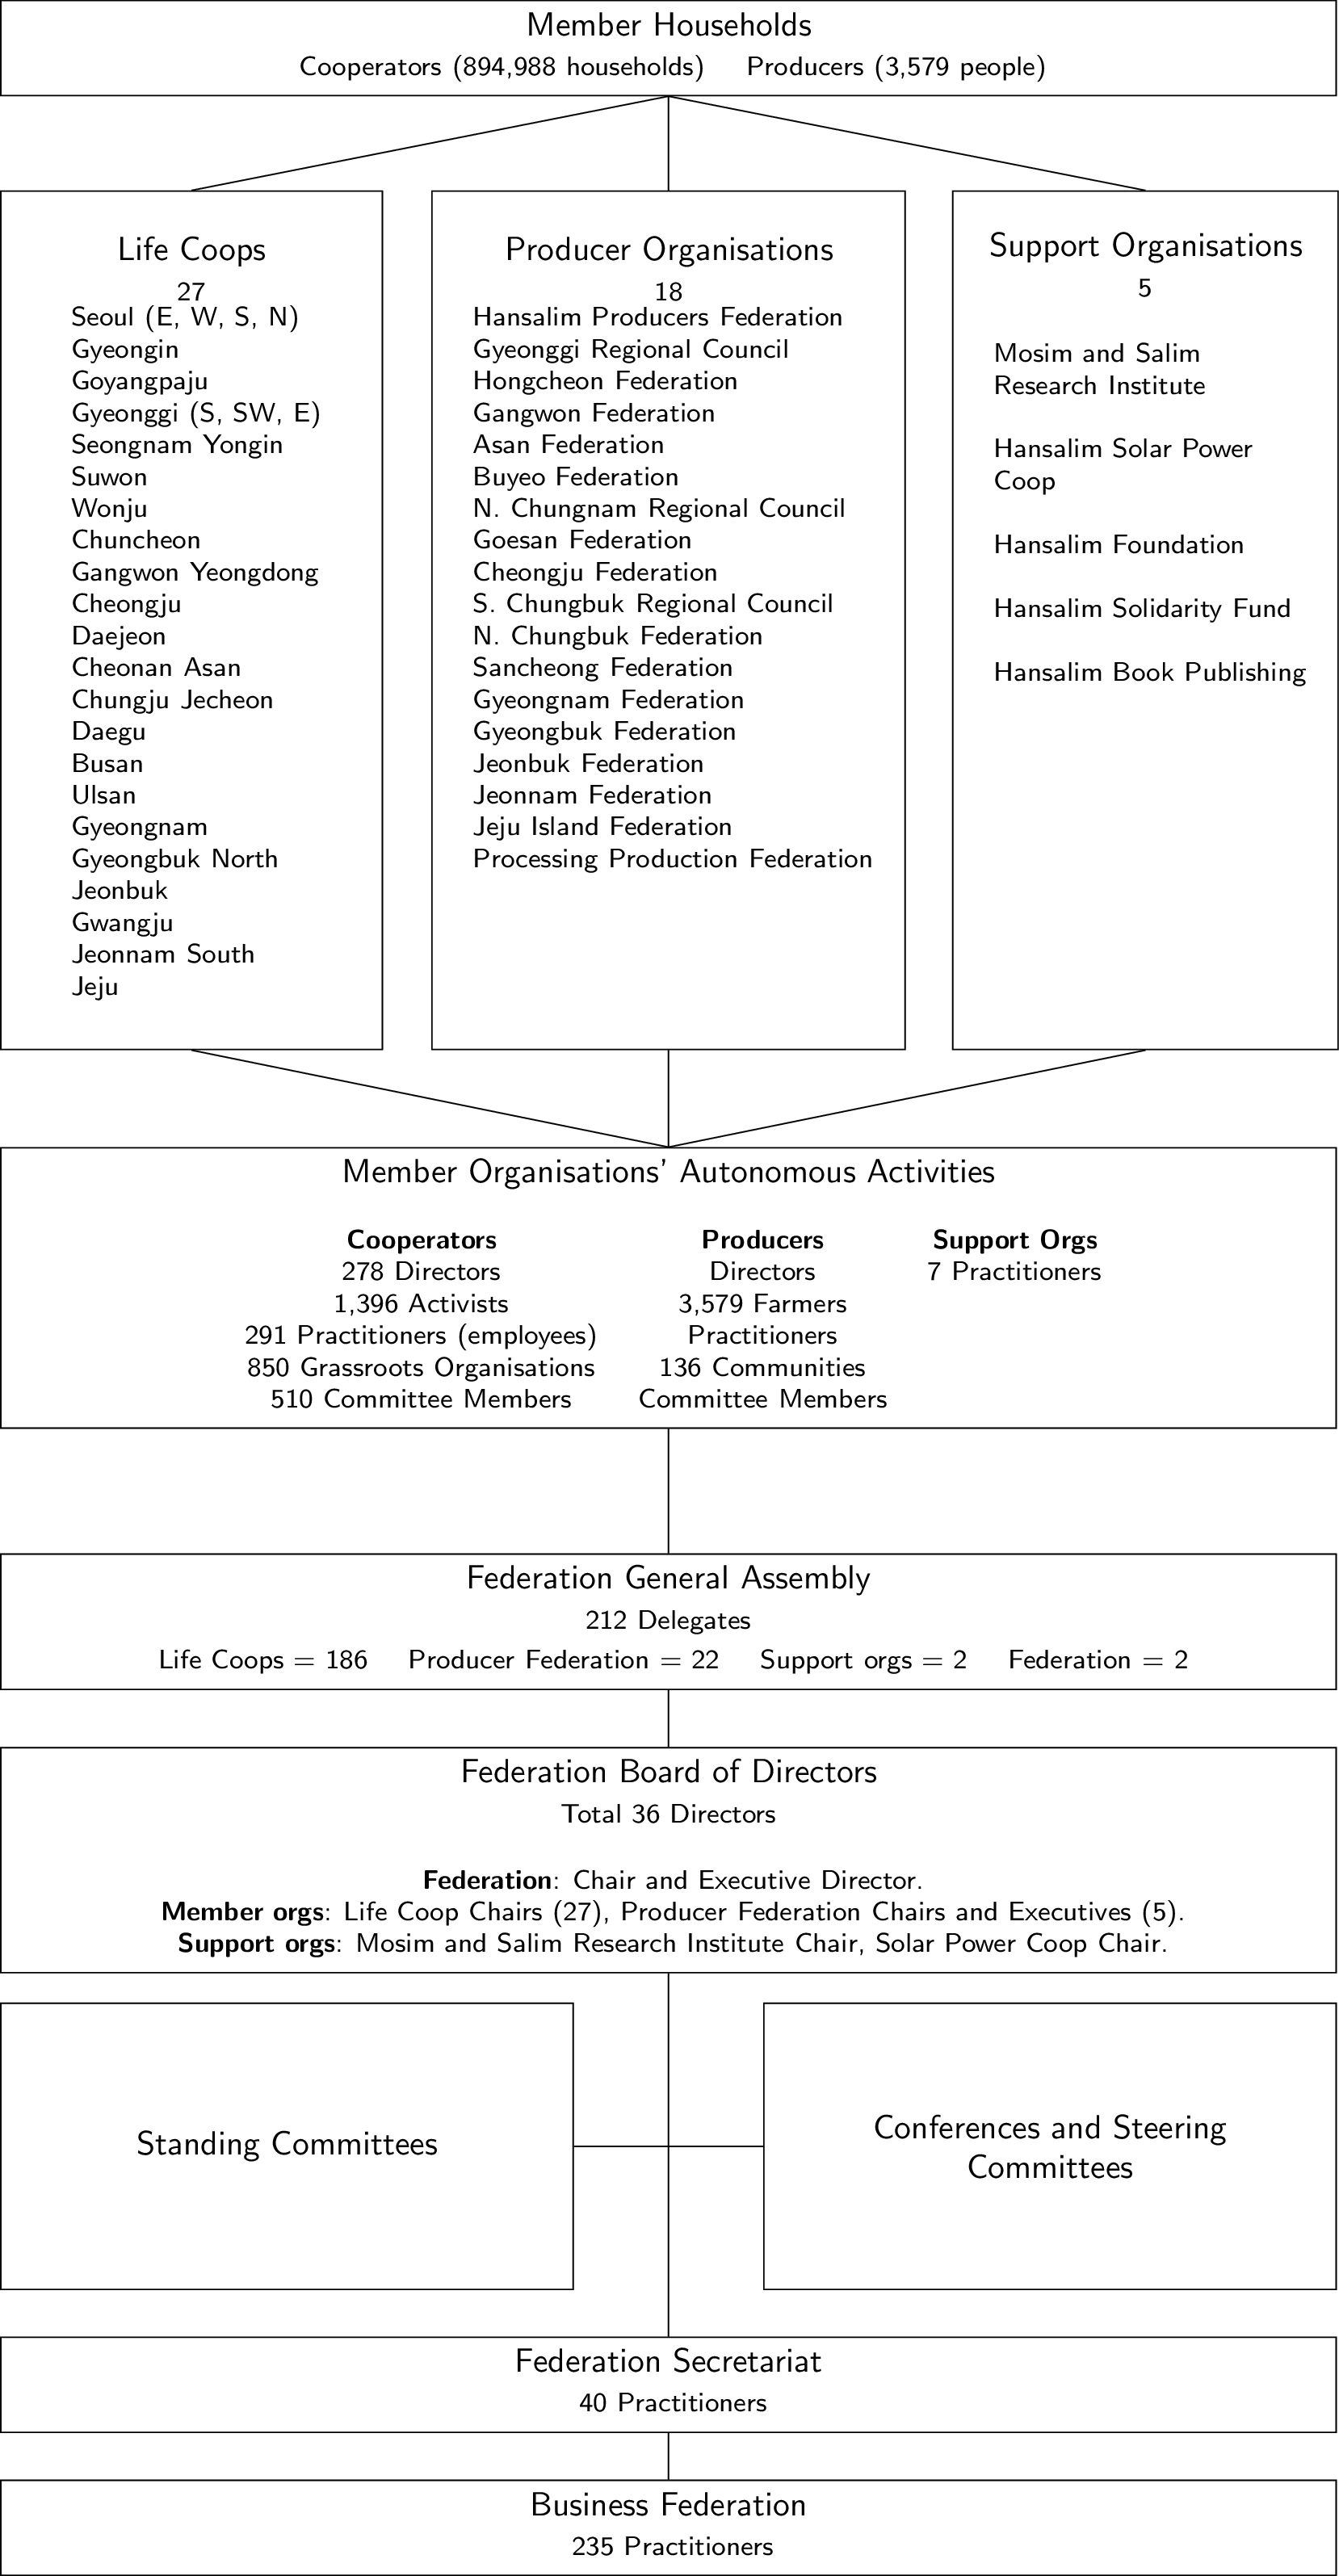 Member Households
Cooperators (894,988 households) Producers (3,579 people)
Life Coops
27
Seoul (E, W, S, N)
Gyeongin
Goyangpaju
Gyeonggi (S, SW, E)
Seongnam Yongin
Suwon
Wonju
Chuncheon
Gangwon Yeongdong
Cheongju
Daejeon
Cheonan Asan
Chungju Jecheon
Daegu
Busan
Ulsan
Gyeongnam
Gyeongbuk North
Jeonbuk
Gwangju
Jeonnam South
Jeju
Producer Organisations
18
Hansalim Producers Federation
Gyeonggi Regional Council
Hongcheon Federation
Gangwon Federation
Asan Federation
Buyeo Federation
N. Chungnam Regional Council
Goesan Federation
Cheongju Federation
S. Chungbuk Regional Council
N. Chungbuk Federation
Sancheong Federation
Gyeongnam Federation
Gyeongbuk Federation
Jeonbuk Federation
Jeonnam Federation
Jeju Island Federation
Processing Production Federation
Support Organisations
5
Mosim and Salim
Research Institute
Hansalim Solar Power
Coop
Hansalim Foundation
Hansalim Solidarity Fund
Hansalim Book Publishing
Member Organisations' Autonomous Activities
Cooperators
278 Directors
1,396 Activists
291 Practitioners (employees)
850 Grassroots Organisations
510 Committee Members
Producers
Directors
3,579 Farmers
Practitioners
136 Communities
Committee Members
Support Orgs
7 Practitioners
Federation General Assembly
212 Delegates
Life Coops = 186 Producer Federation = 22 Support orgs = 2 Federation = 2
Federation Board of Directors
Total 36 Directors
Federation: Chair and Executive Director.
Member orgs: Life Coop Chairs (27), Producer Federation Chairs and Executives (5).
Support orgs: Mosim and Salim Research Institute Chair, Solar Power Coop Chair.
Standing Committees
Conferences and Steering
Committees
Federation Secretariat
40 Practitioners
Business Federation
235 Practitioners